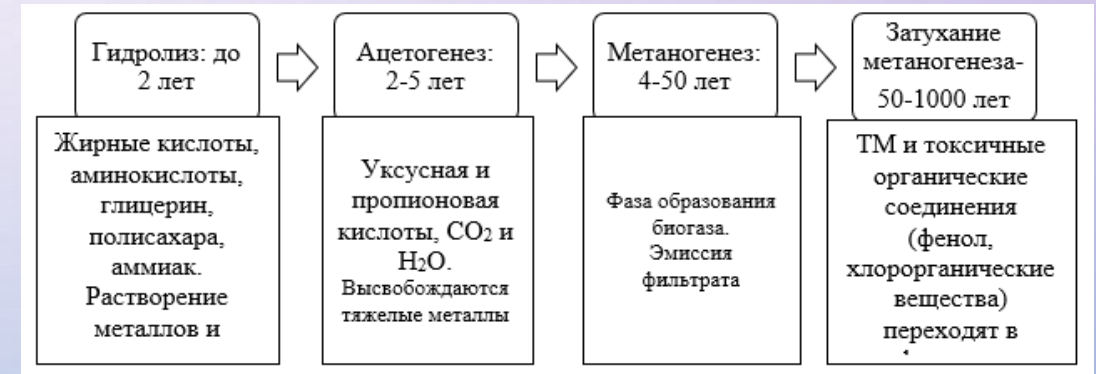 Гидролиз: до
2 лет
Жирные кислоты,
аминокислоты,
глицерин,
полисахара,
аммиак.
Растворение
металлов и
Ацетогенез:
2-5 лет
Уксусная и
пропионовая
кислоты, CO2 и
H2O.
Высвобождаются
тяжелые металлы
Метаногенез:
4-50 лет
Фаза образования
биогаза.
Эмиссия
фильтрата
Затухание
метаногенеза-
50-1000 лет
ТМ и токсичные
органические
соединения
(фенол,
хлорорганические
вещества)
переходят в